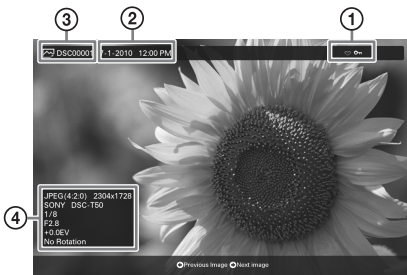 ③ ② ①
DSC00001 7-1-2010 12:00 PM
④
JPEG(4:2:0) 2304x1728
SONY DSC-T50
1/8
F2.8
+0.0EV
No Rotation
Previous Image Next image